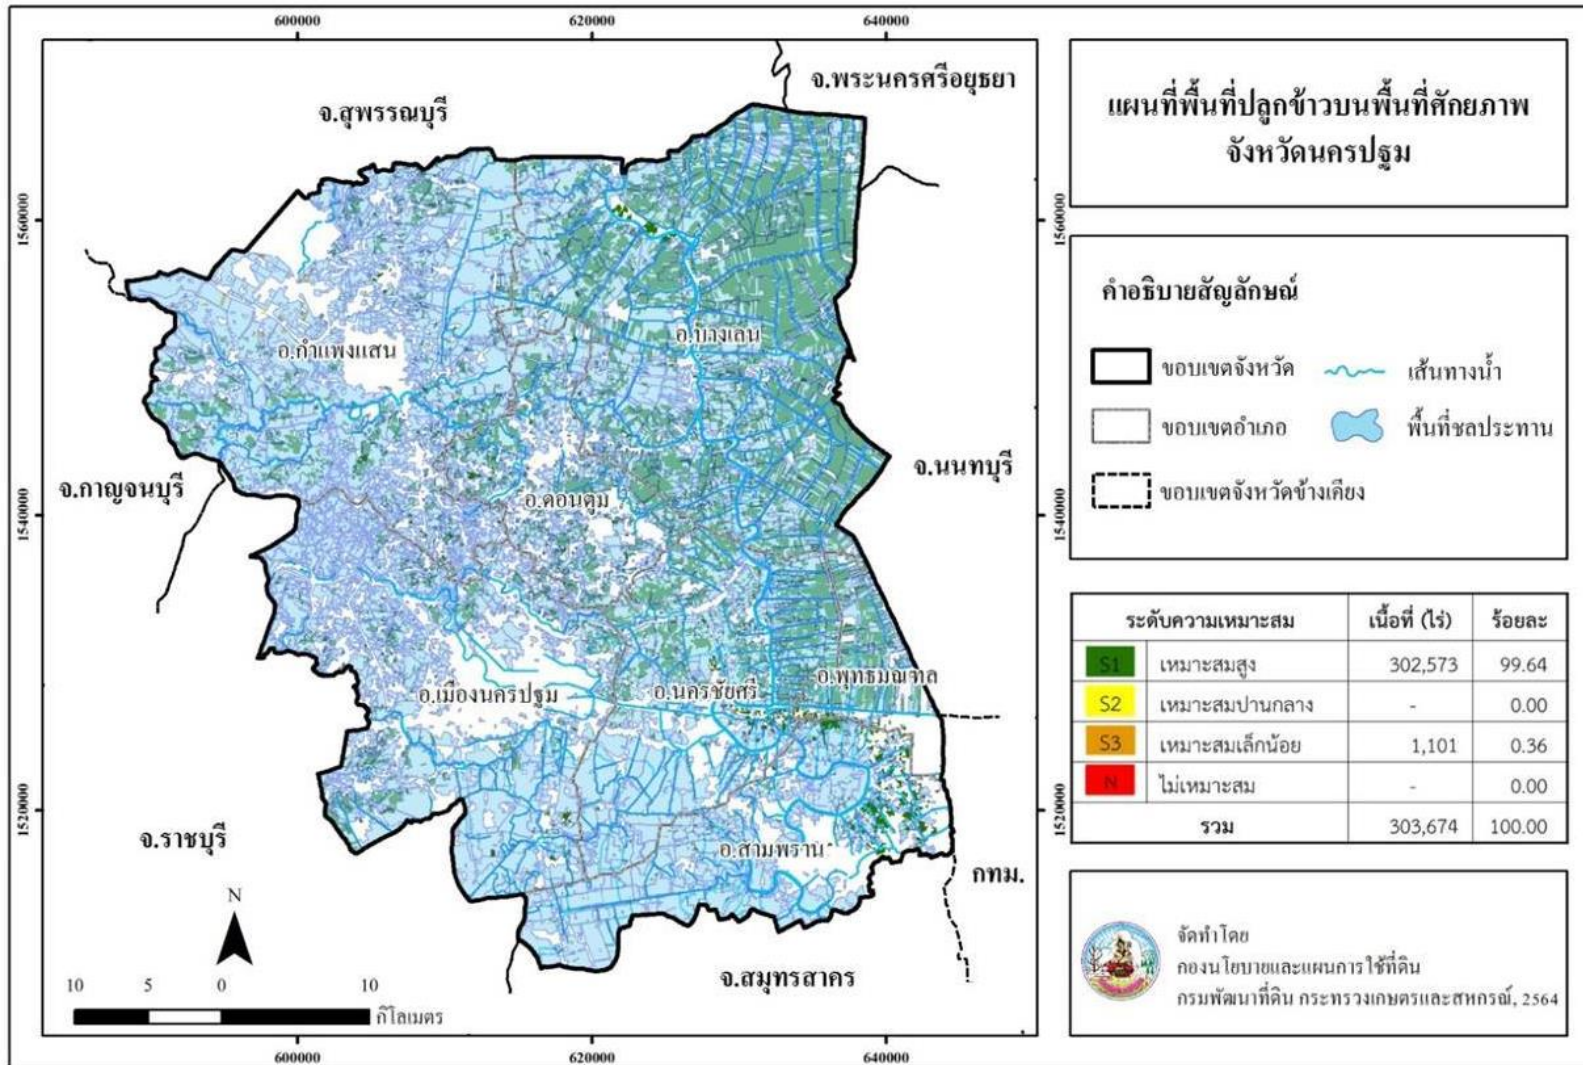 600000 620000 640000
จ.พระนครศรีอยุธยา
จ.สุพรรณบุรี
1560000 1560000
อ.บางเลน
อ.กำแพงแสน
จ.นนทบุรี
จ.กาญจนบุรี
อ.ดอนตูม
1540000 1540000
อ.พุทธมณฑล
อ.เมืองนครปฐม
อ.นครชัยศรี
1520000 1520000
จ.ราชบุรี
อ.สามพราน
กทม.
N
จ.สมุทรสาคร
10 5 0 10
กิโลเมตร
600000 620000 640000
แผนที่พื้นที่ปลูกข้าวบนพื้นที่ศักยภาพ
จังหวัดนครปฐม
คำอธิบายสัญลักษณ์
ขอบเขตจังหวัด เส้นทางน้ำ
ขอบเขตอำเภอ พื้นที่ชลประทาน
ขอบเขตจังหวัดข้างเคียง
ระดับความเหมาะสม เนื้อที่ (ไร่) ร้อยละ
S1 เหมาะสมสูง 302,573 99.64
S2 เหมาะสมปานกลาง - 0.00
S3 เหมาะสมเล็กน้อย 1,101 0.36
N ไม่เหมาะสม - 0.00
รวม 303,674 100.00
จัดทำโดย
กองนโยบายและแผนการใช้ที่ดิน
กรมพัฒนาที่ดิน กระทรวงเกษตรและสหกรณ์, 2564